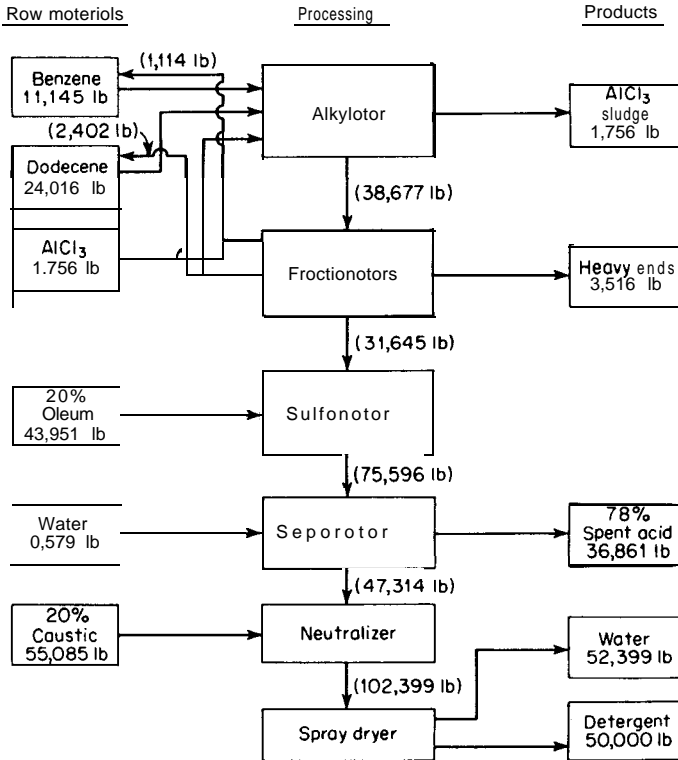 Row moteriols
Processing
Products
(1,114 lb)
Benzene
11,145 lb
(2,402 lb)
Dodecene
24,016 lb
AlCl3
1.756 lb
Alkylotor
AlCl3
sludge
1,756 lb
(38,677 lb)
Froctionotors
Heavy ends
3,516 lb
(31,645 lb)
20%
Oleum
43,951 lb
Sulfonotor
(75,596 lb)
Water
0,579 lb
Seporotor
78%
Spent acid
36,861 lb
(47,314 lb)
20%
Caustic
55,085 lb
Neutralizer
Water
52,399 lb
(102,399 lb)
Spray dryer
Detergent
50,000 lb